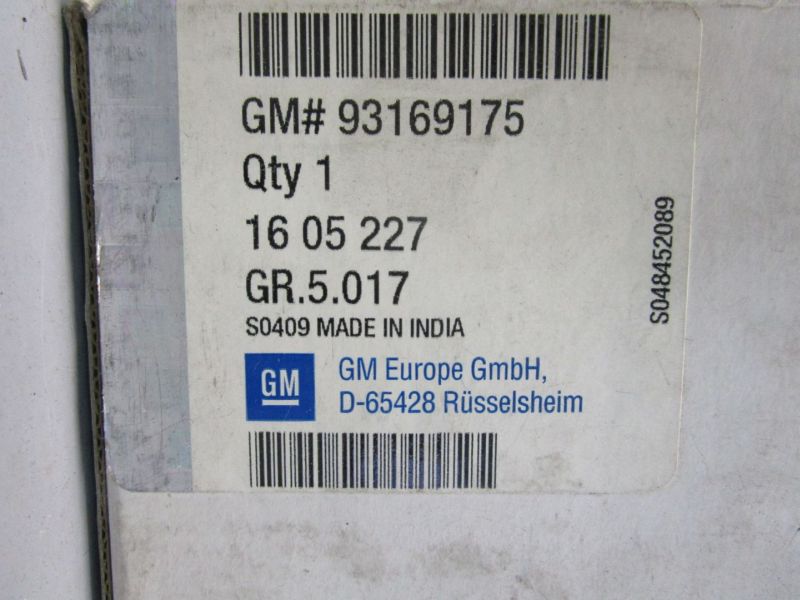 GM# 93169175
Qty 1
16 05 227
GR.5.017
S0409 MADE IN INDIA
GM
GM Europe GmbH,
D-65428 Rüsselsheim
S048452089